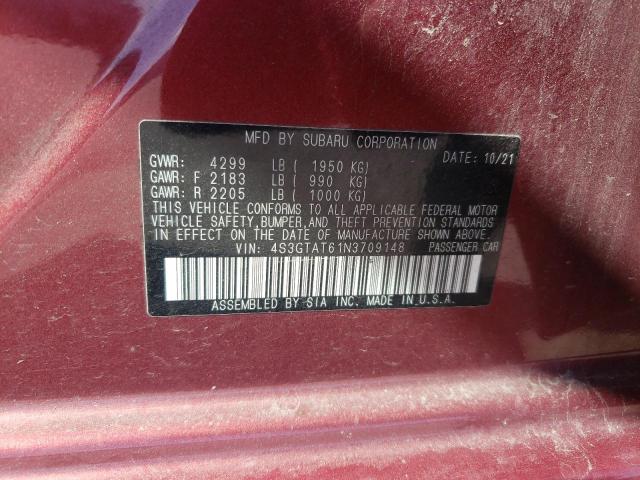 MFD BY SUBARU CORPORATION
GVWR: 4299 LB ( 1950 KG) DATE: 10/21
GAWR: F 2183 LB ( 990 KG)
GAWR: R 2205 LB ( 1000 KG)
THIS VEHICLE CONFORMS TO ALL APPLICABLE FEDERAL MOTOR
VEHICLE SAFETY, BUMPER, AND THEFT PREVENTION STANDARDS
IN EFFECT ON THE DATE OF MANUFACTURE SHOWN ABOVE.
VIN: 4S3GTAT61N3709148 PASSENGER CAR
ASSEMBLED BY SIA INC. MADE IN U.S.A.